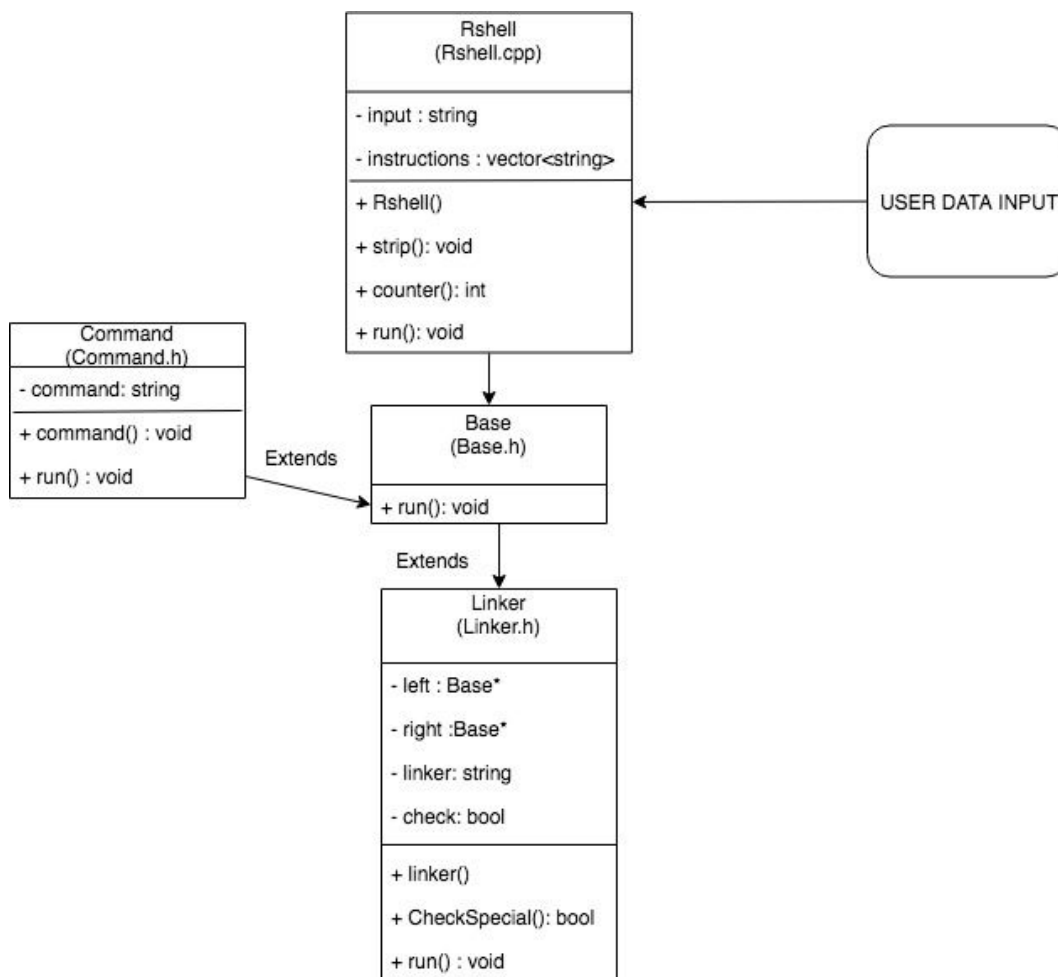 Rshell
(Rshell.cpp)
- input : string
- instructions : vector<string>
+ Rshell()
+ strip(): void
+ counter(): int
+ run(): void
USER DATA INPUT
Command
(Command.h)
- command: string
+ command() : void
+ run() : void
Extends
Base
(Base.h)
+ run(): void
Extends
Linker
(Linker.h)
- left : Base*
- right :Base*
- linker: string
- check: bool
+ linker()
+ CheckSpecial(): bool
+ run() : void